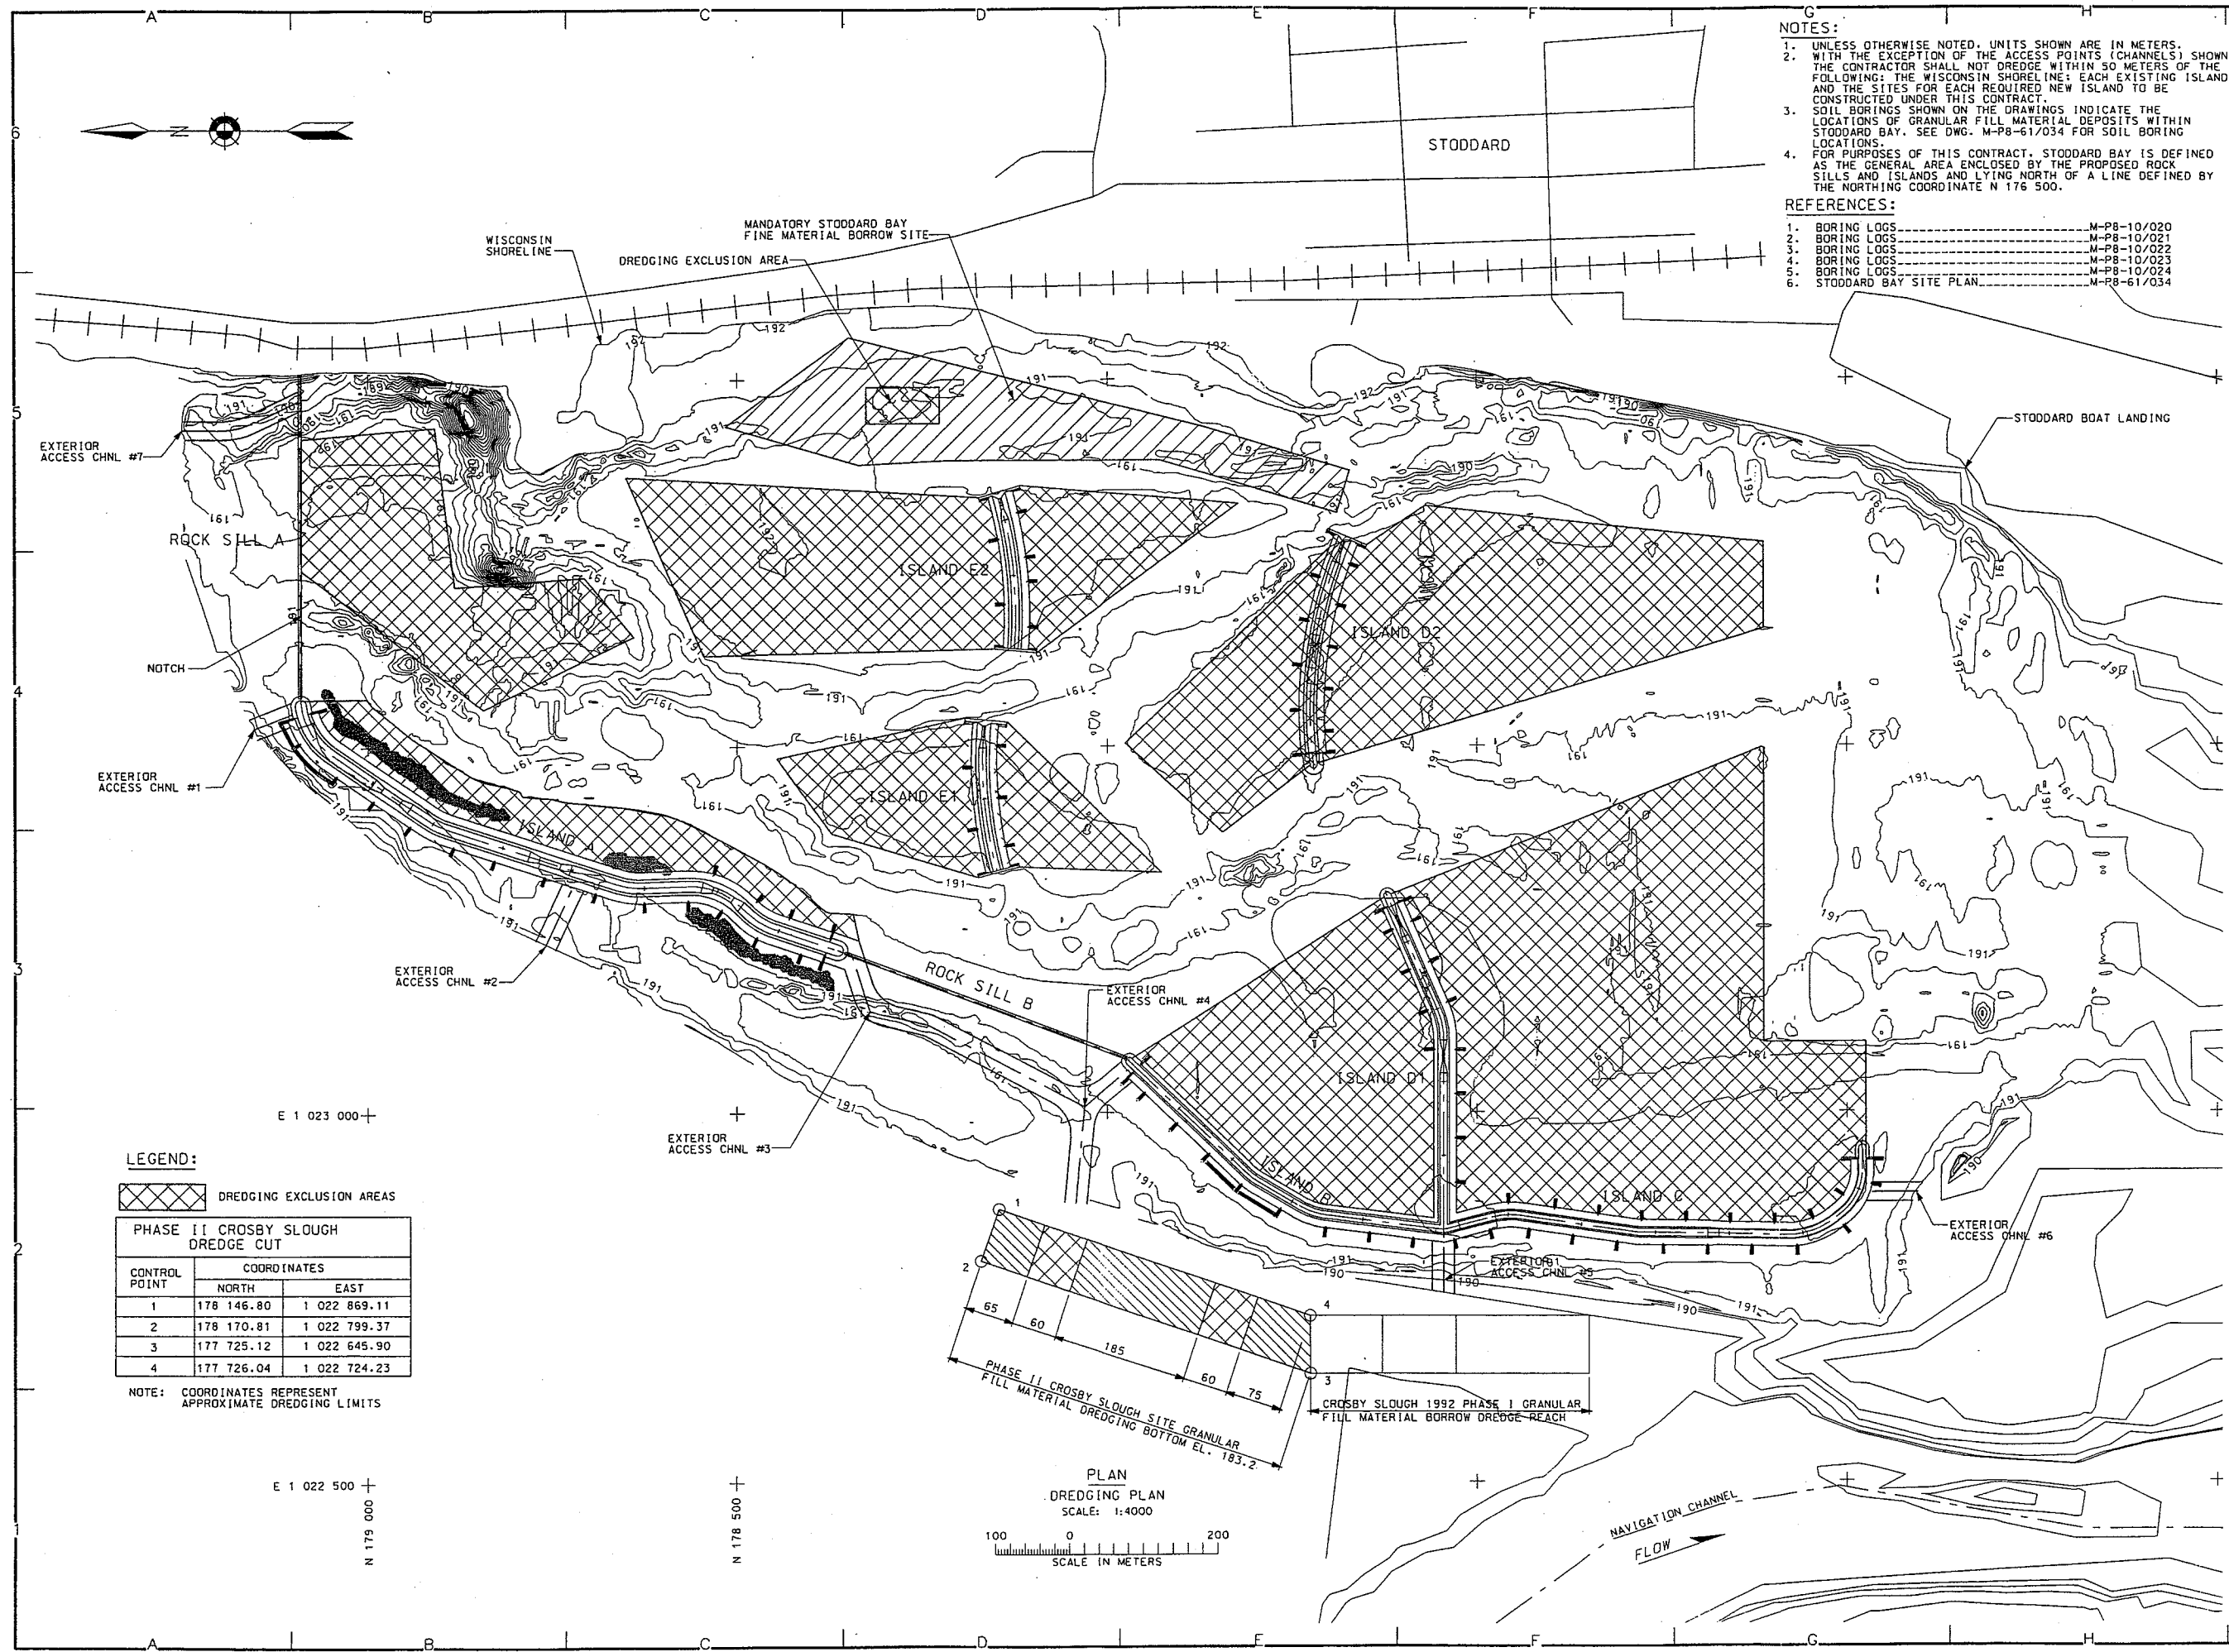 A B C D E F G H
NOTES:
1. UNLESS OTHERWISE NOTED, UNITS SHOWN ARE IN METERS.
2. WITH THE EXCEPTION OF THE ACCESS POINTS (CHANNELS) SHOWN
THE CONTRACTOR SHALL NOT DREDGE WITHIN 50 METERS OF THE
FOLLOWING: THE WISCONSIN SHORELINE; EACH EXISTING ISLAND
AND THE SITES FOR EACH REQUIRED NEW ISLAND TO BE
CONSTRUCTED UNDER THIS CONTRACT.
3. SOIL BORINGS SHOWN ON THE DRAWINGS INDICATE THE
LOCATIONS OF GRANULAR FILL MATERIAL DEPOSITS WITHIN
STODDARD BAY. SEE DWG. M-P8-61/034 FOR SOIL BORING
LOCATIONS.
4. FOR PURPOSES OF THIS CONTRACT, STODDARD BAY IS DEFINED
AS THE GENERAL AREA ENCLOSED BY THE PROPOSED ROCK
SILLS AND ISLANDS AND LYING NORTH OF A LINE DEFINED BY
THE NORTHING COORDINATE N 176 500.
REFERENCES:
1. BORING LOGS M-P8-10/020
2. BORING LOGS M-P8-10/021
3. BORING LOGS M-P8-10/022
4. BORING LOGS M-P8-10/023
5. BORING LOGS M-P8-10/024
6. STODDARD BAY SITE PLAN M-P8-61/034
6
N
STODDARD
MANDATORY STODDARD BAY
FINE MATERIAL BORROW SITE
WISCONSIN
SHORELINE
DREDGING EXCLUSION AREA
5
STODDARD BOAT LANDING
EXTERIOR
ACCESS CHNL #7
ROCK SILL A
ISLAND E2
ISLAND D2
NOTCH
4
EXTERIOR
ACCESS CHNL #1
ISLAND E1
ISLAND A
3
EXTERIOR
ACCESS CHNL #2
ROCK SILL B
EXTERIOR
ACCESS CHNL #4
ISLAND D1
E 1 023 000
EXTERIOR
ACCESS CHNL #3
ISLAND B
ISLAND C
EXTERIOR
ACCESS CHNL #6
EXTERIOR
ACCESS CHNL #5
2
LEGEND:
DREDGING EXCLUSION AREAS
PHASE II CROSBY SLOUGH
DREDGE CUT
CONTROL POINT COORDINATES
NORTH EAST
1 178 146.80 1 022 869.11
2 178 170.81 1 022 799.37
3 177 725.12 1 022 645.90
4 177 726.04 1 022 724.23
NOTE: COORDINATES REPRESENT
APPROXIMATE DREDGING LIMITS
1
2
4
3
65 60 185 60 75
PHASE II CROSBY SLOUGH SITE GRANULAR
FILL MATERIAL DREDGING BOTTOM EL. 183.2
CROSBY SLOUGH 1992 PHASE I GRANULAR
FILL MATERIAL BORROW DREDGE REACH
E 1 022 500
N 179 000
N 178 500
PLAN
DREDGING PLAN
SCALE: 1:4000
100 0 200
SCALE IN METERS
NAVIGATION CHANNEL
FLOW
1
A B C D E F G H